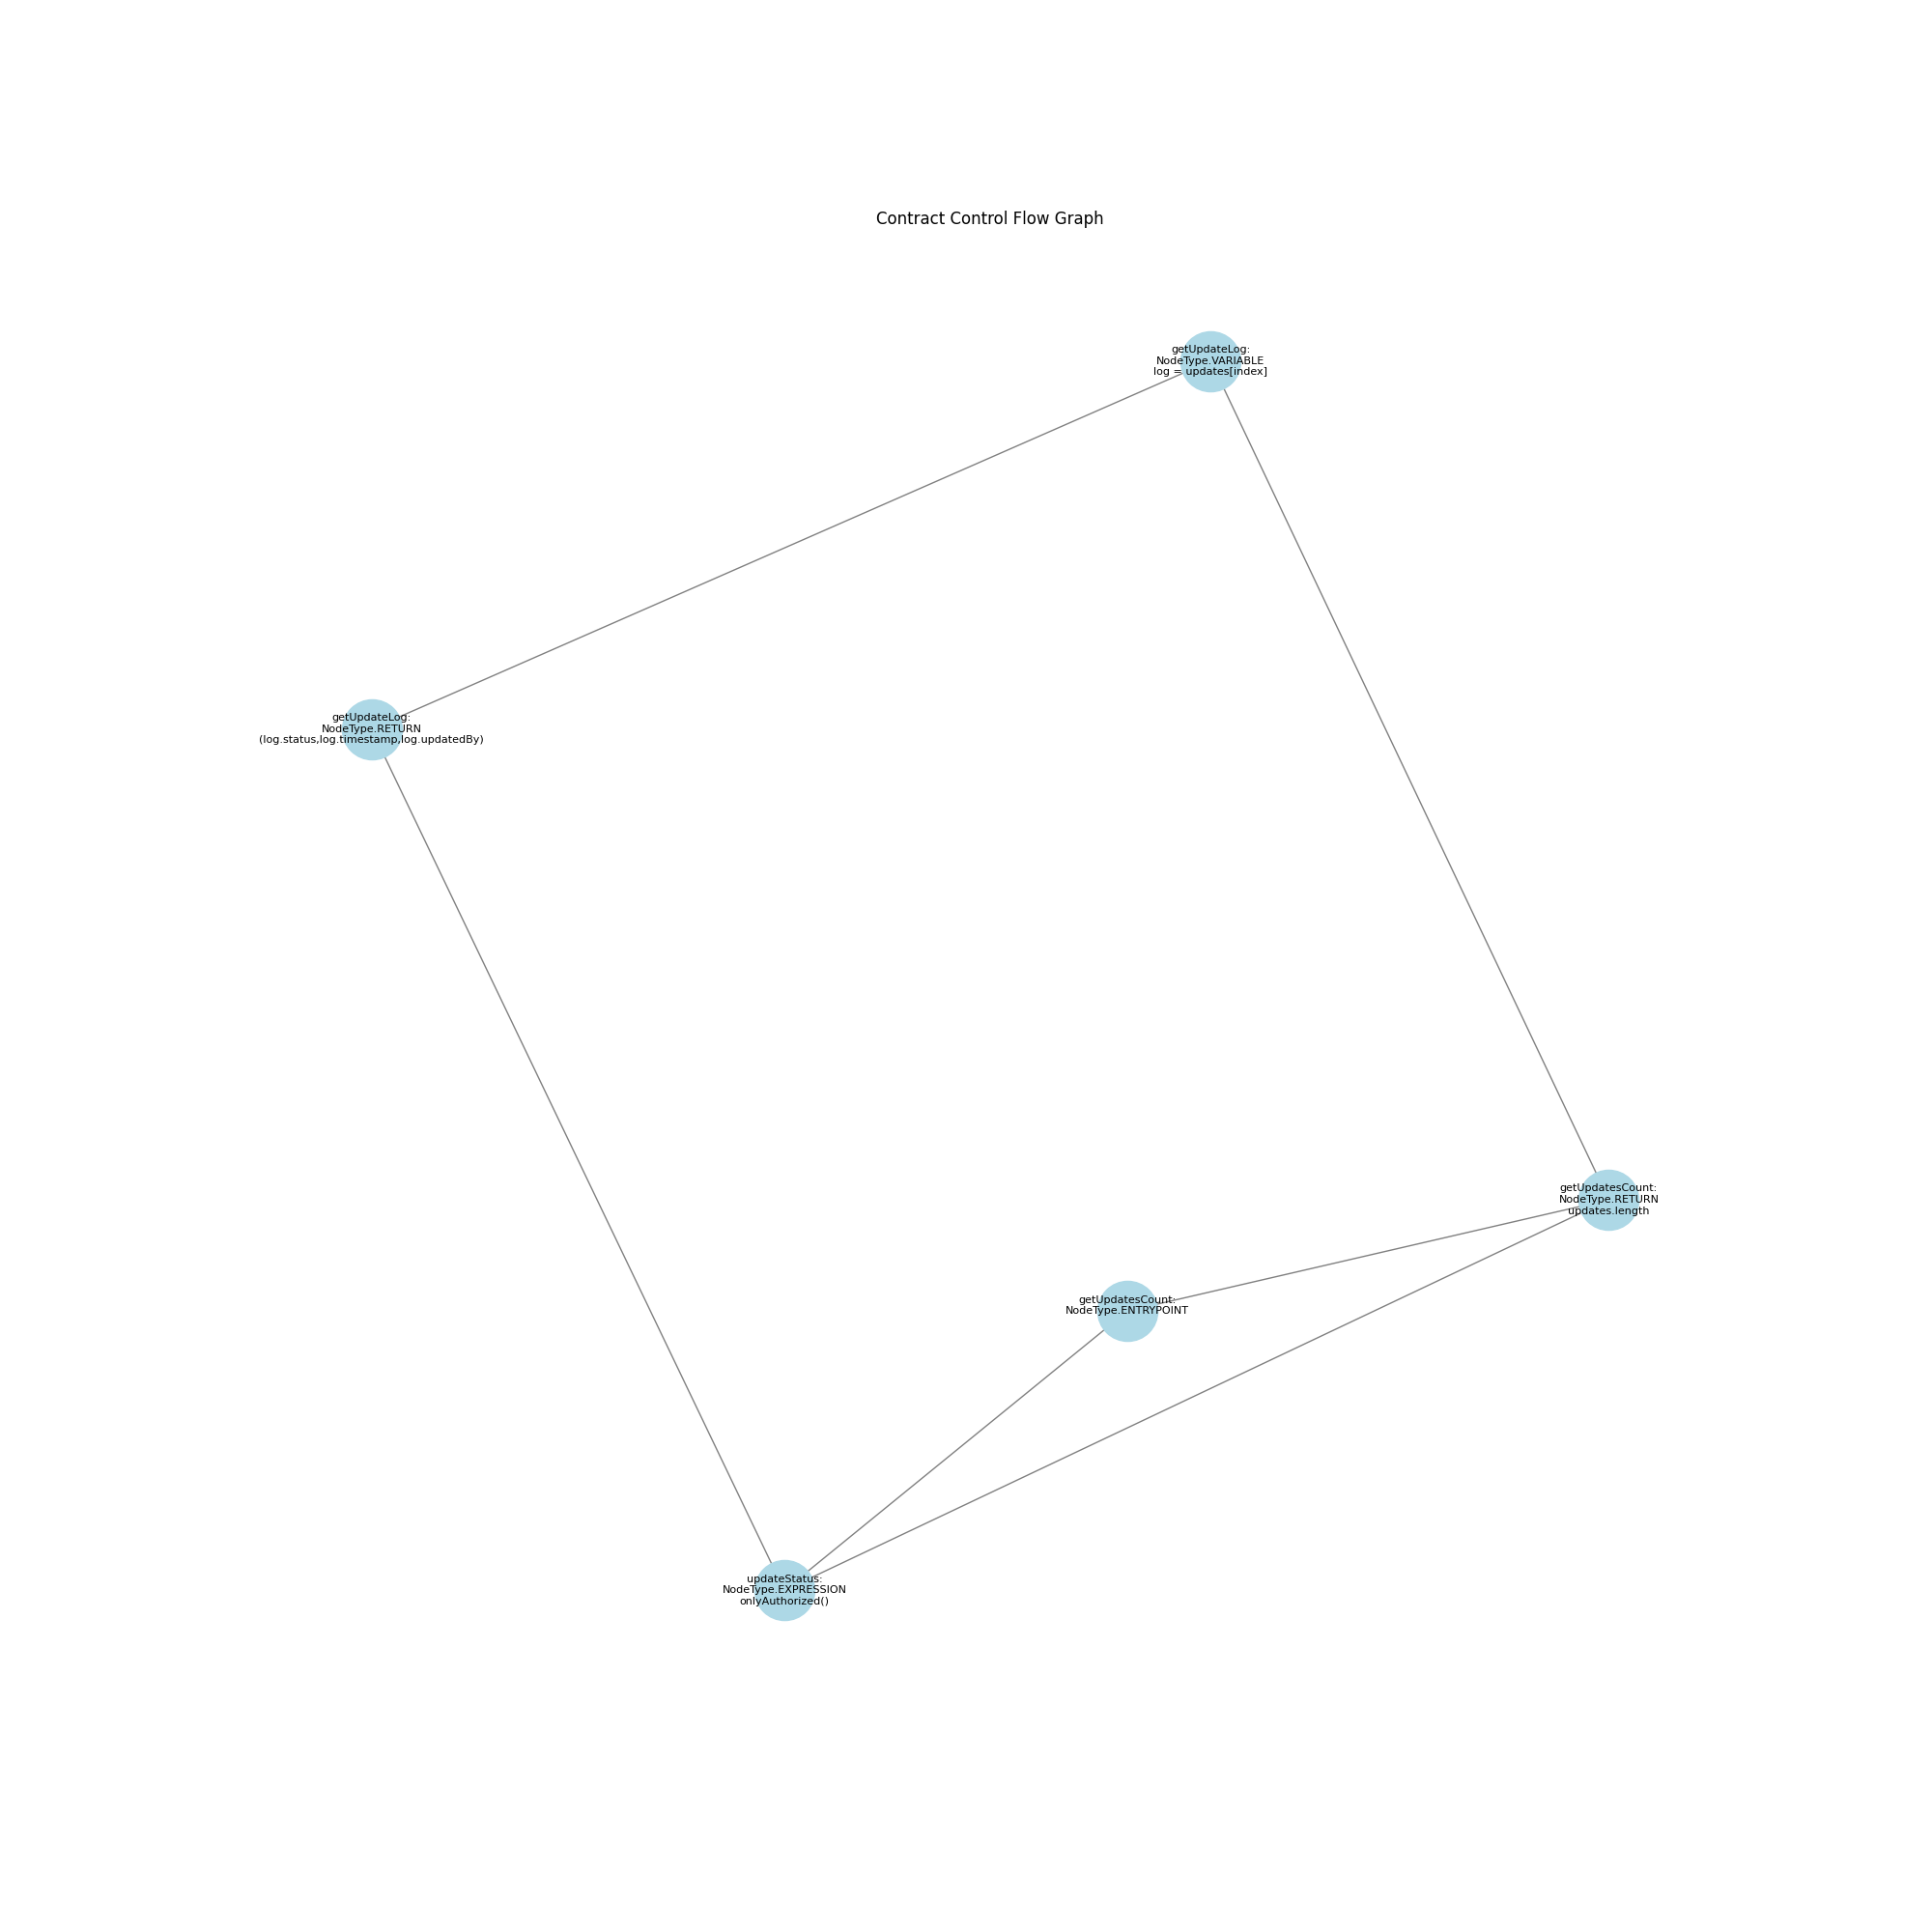 Contract Control Flow Graph
getUpdateLog:
NodeType.VARIABLE
log = updates[index]
getUpdateLog:
NodeType.RETURN
(log.status,log.timestamp,log.updatedBy)
getUpdatesCount:
NodeType.RETURN
updates.length
getUpdatesCount:
NodeType.ENTRYPOINT
updateStatus:
NodeType.EXPRESSION
onlyAuthorized()